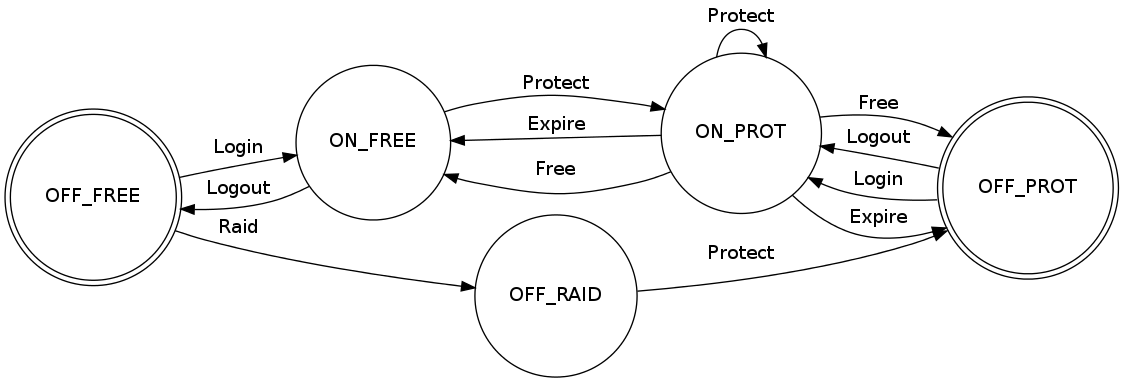 Protect
Protect
Free
Expire
Logout
Login
ON_FREE
ON_PROT
Free
Login
Logout
OFF_FREE
OFF_PROT
Raid
Expire
Protect
OFF_RAID